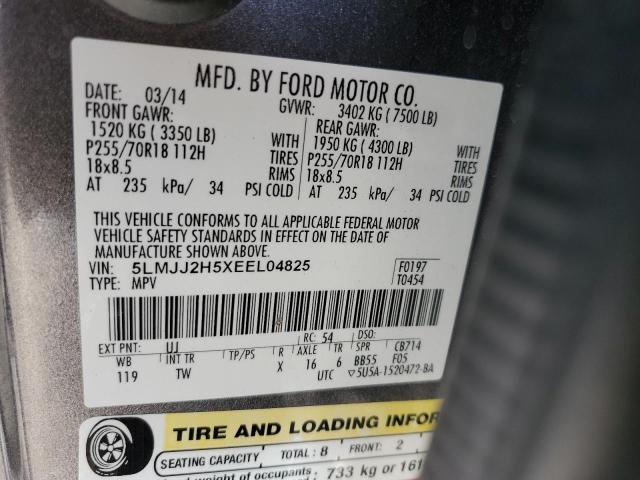 MFD. BY FORD MOTOR CO.
DATE: 03/14 GVWR: 3402 KG ( 7500 LB)
FRONT GAWR: REAR GAWR:
1520 KG ( 3350 LB) WITH 1950 KG ( 4300 LB) WITH
P255/70R18 112H TIRES P255/70R18 112H TIRES
18x8.5 RIMS 18x8.5 RIMS
AT 235 kPa/ 34 PSI COLD AT 235 kPa/ 34 PSI COLD
THIS VEHICLE CONFORMS TO ALL APPLICABLE FEDERAL MOTOR
VEHICLE SAFETY STANDARDS IN EFFECT ON THE DATE OF
MANUFACTURE SHOWN ABOVE.
VIN: 5LMJJ2H5XEEL04825 F0197
TYPE: MPV T0454
EXT PNT: UJ RC: 54 DSO:
WB INT TR TP/PS R AXLE TR SPR CB714
119 TW X 16 6 BB55 F05
UTC ▽5U5A-1520472-BA
TIRE AND LOADING INFOR
SEATING CAPACITY TOTAL: 8 FRONT: 2
weight of occupants 733 kg or 161